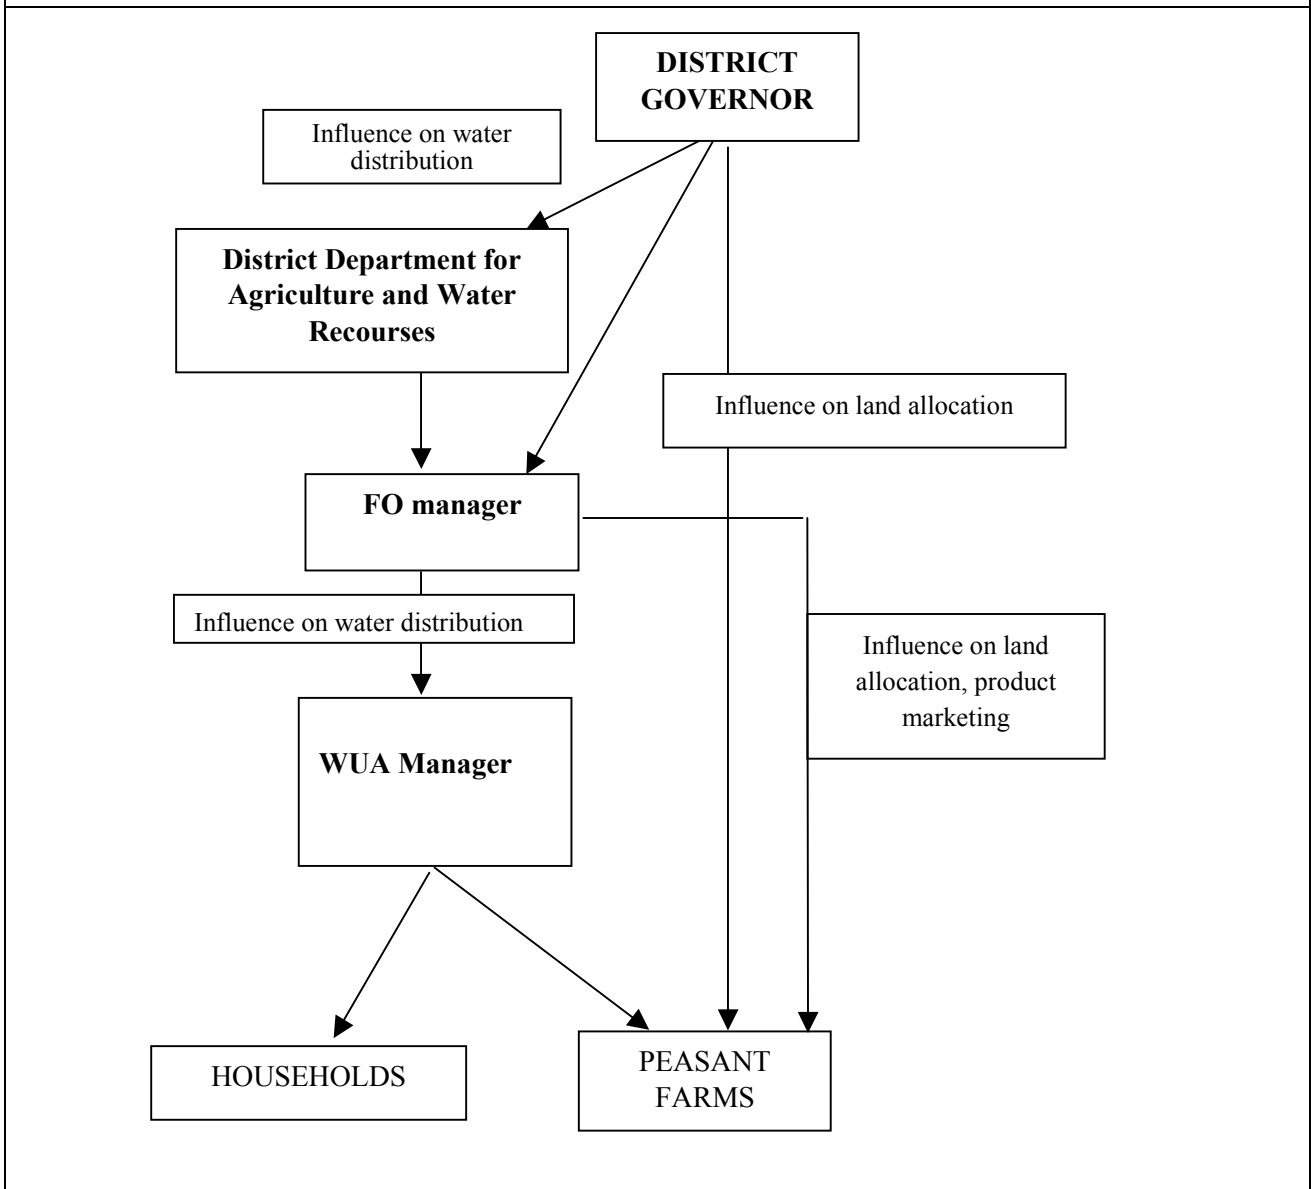 DISTRICT
GOVERNOR
Influence on water
distribution
District Department for
Agriculture and Water
Recourses
Influence on land allocation
FO manager
Influence on water distribution
Influence on land
allocation, product
marketing
WUA Manager
HOUSEHOLDS
PEASANT
FARMS